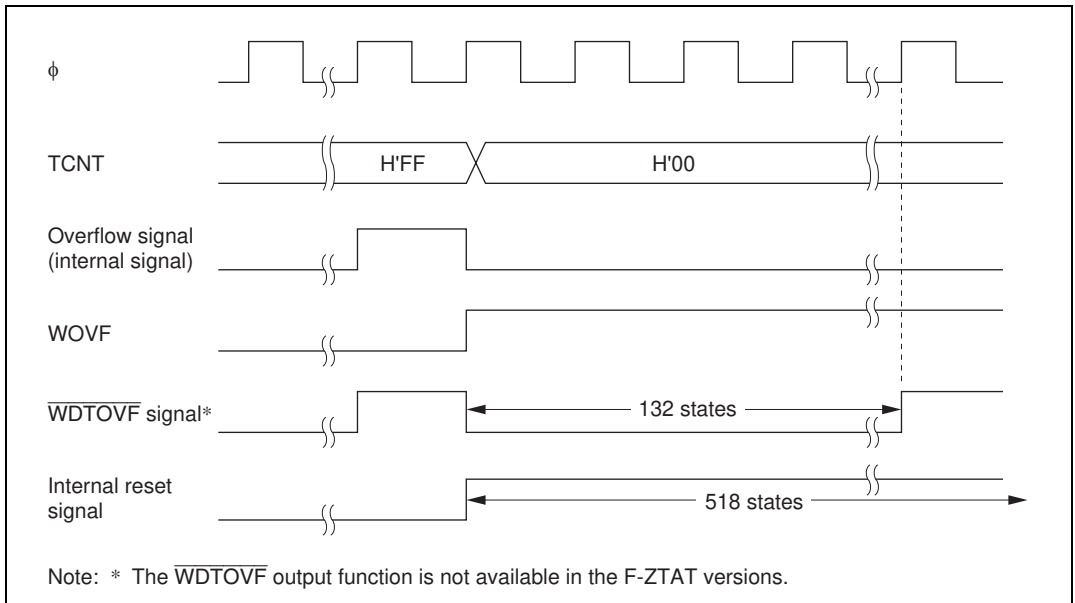 ϕ
TCNT
H'FF
H'00
Overflow signal
(internal signal)
WOVF
WDTOVF signal*
132 states
Internal reset
signal
518 states
Note: * The WDTOVF output function is not available in the F-ZTAT versions.